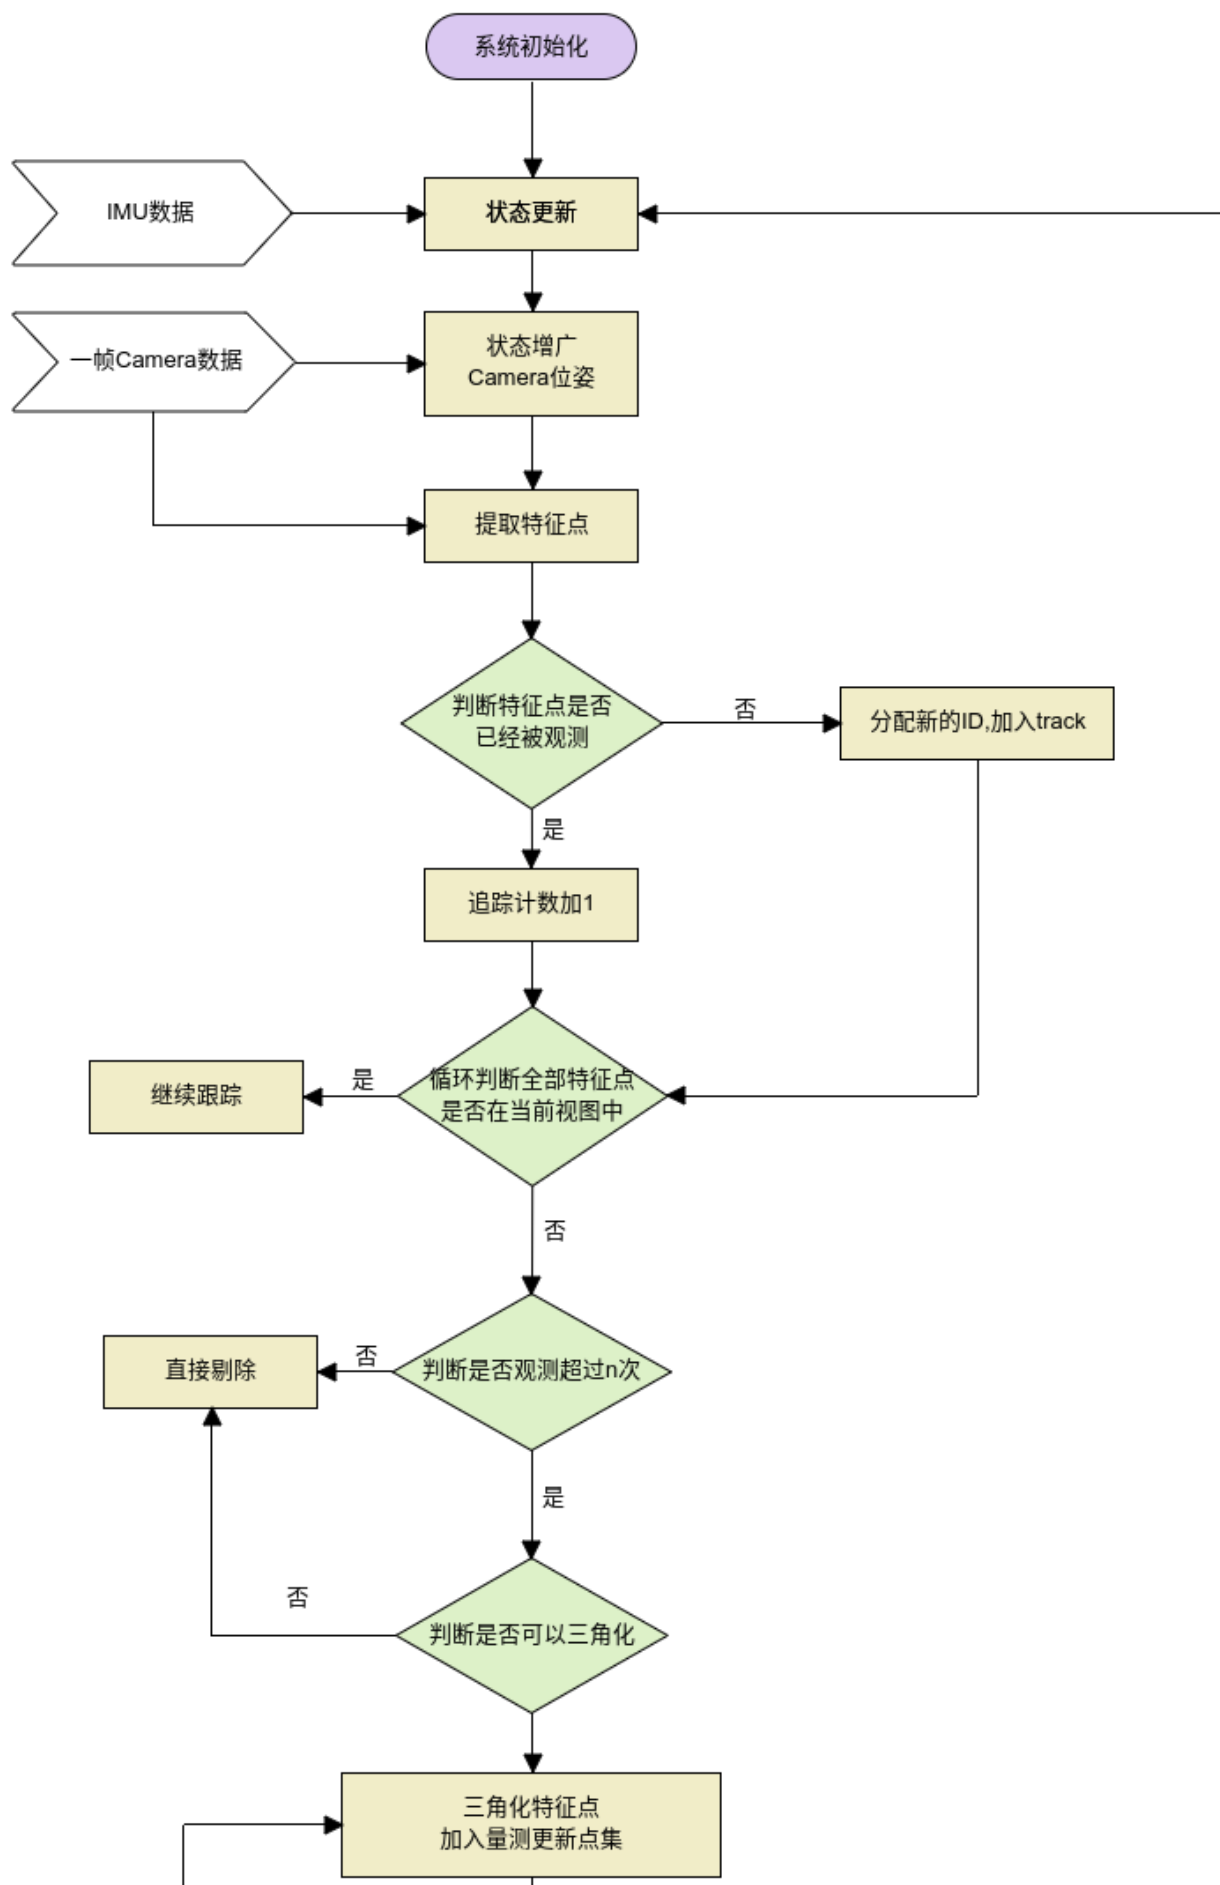 系统初始化
IMU数据
状态更新
一帧Camera数据
状态增广
Camera位姿
提取特征点
判断特征点是否
已经被观测
否
分配新的ID,加入track
是
追踪计数加1
继续跟踪
是
循环判断全部特征点
是否在当前视图中
否
直接剔除
否
判断是否观测超过n次
是
否
判断是否可以三角化
三角化特征点
加入量测更新点集